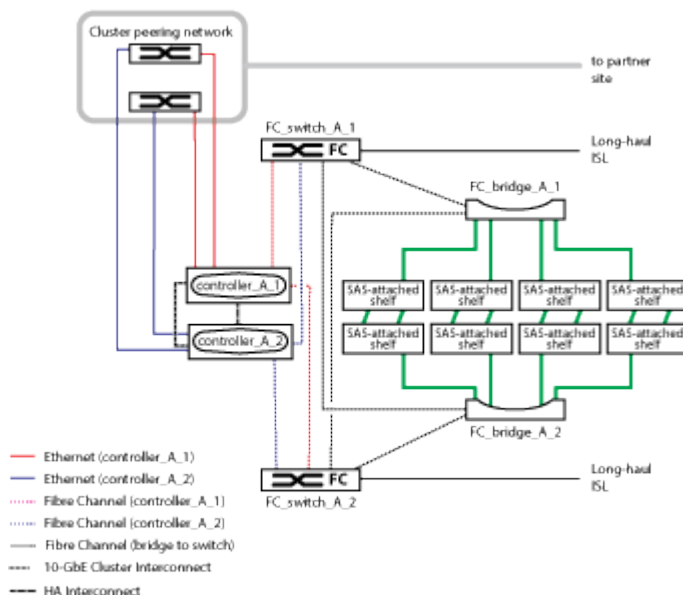 Cluster peering network
to partner
site
FC_switch_A_1
FC
Long-haul
ISL
FC_bridge_A_1
controller_A_1
SAS-attached
shelf
SAS-attached
shelf
SAS-attached
shelf
SAS-attached
shelf
controller_A_2
SAS-attached
shelf
SAS-attached
shelf
SAS-attached
shelf
SAS-attached
shelf
FC_bridge_A_2
FC
FC_switch_A_2
Long-haul
ISL
Ethernet (controller_A_1)
Ethernet (controller_A_2)
Fibre Channel (controller_A_1)
Fibre Channel (controller_A_2)
Fibre Channel (bridge to switch)
10-GbE Cluster Interconnect
HA Interconnect